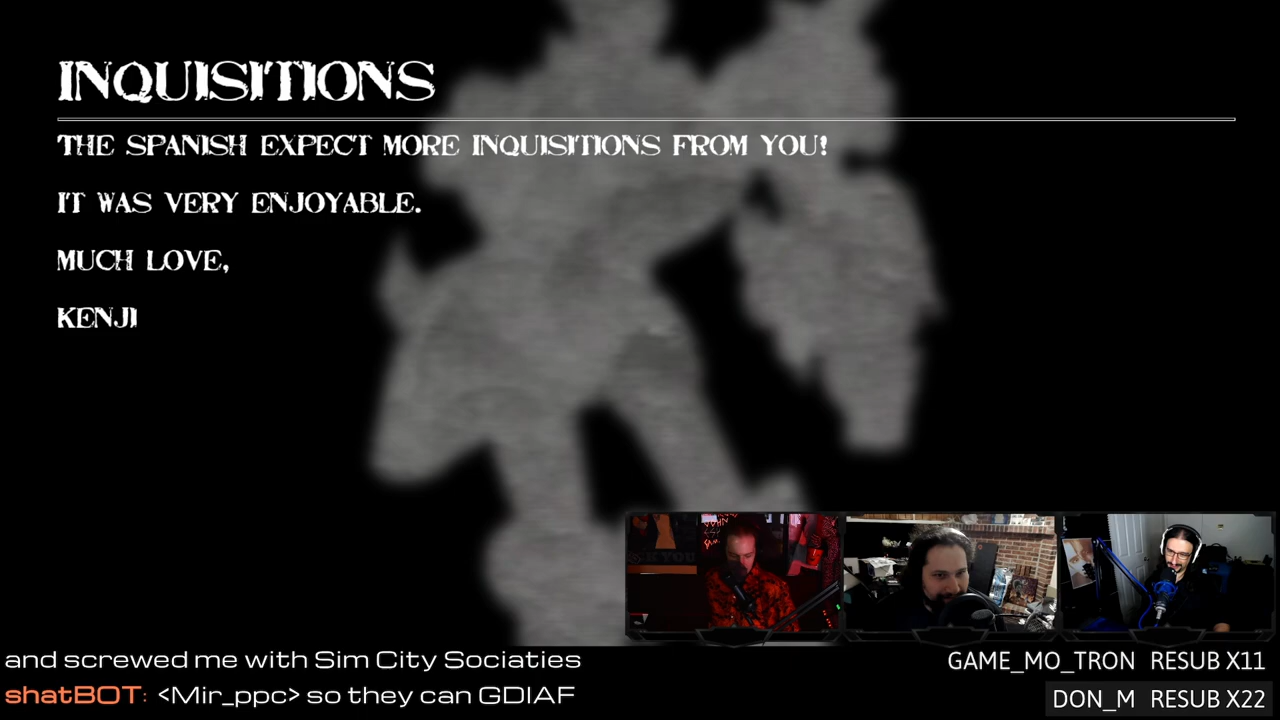 INQUISITIONS
THE SPANISH EXPECT MORE INQUISITIONS FROM YOU!
IT WAS VERY ENJOYABLE.
MUCH LOVE,
KENJI
and screwed me with Sim City Sociaties
shatBOT: <Mir_ppc> so they can GDIAF
GAME_MO_TRON RESUB X11
DON_M RESUB X22